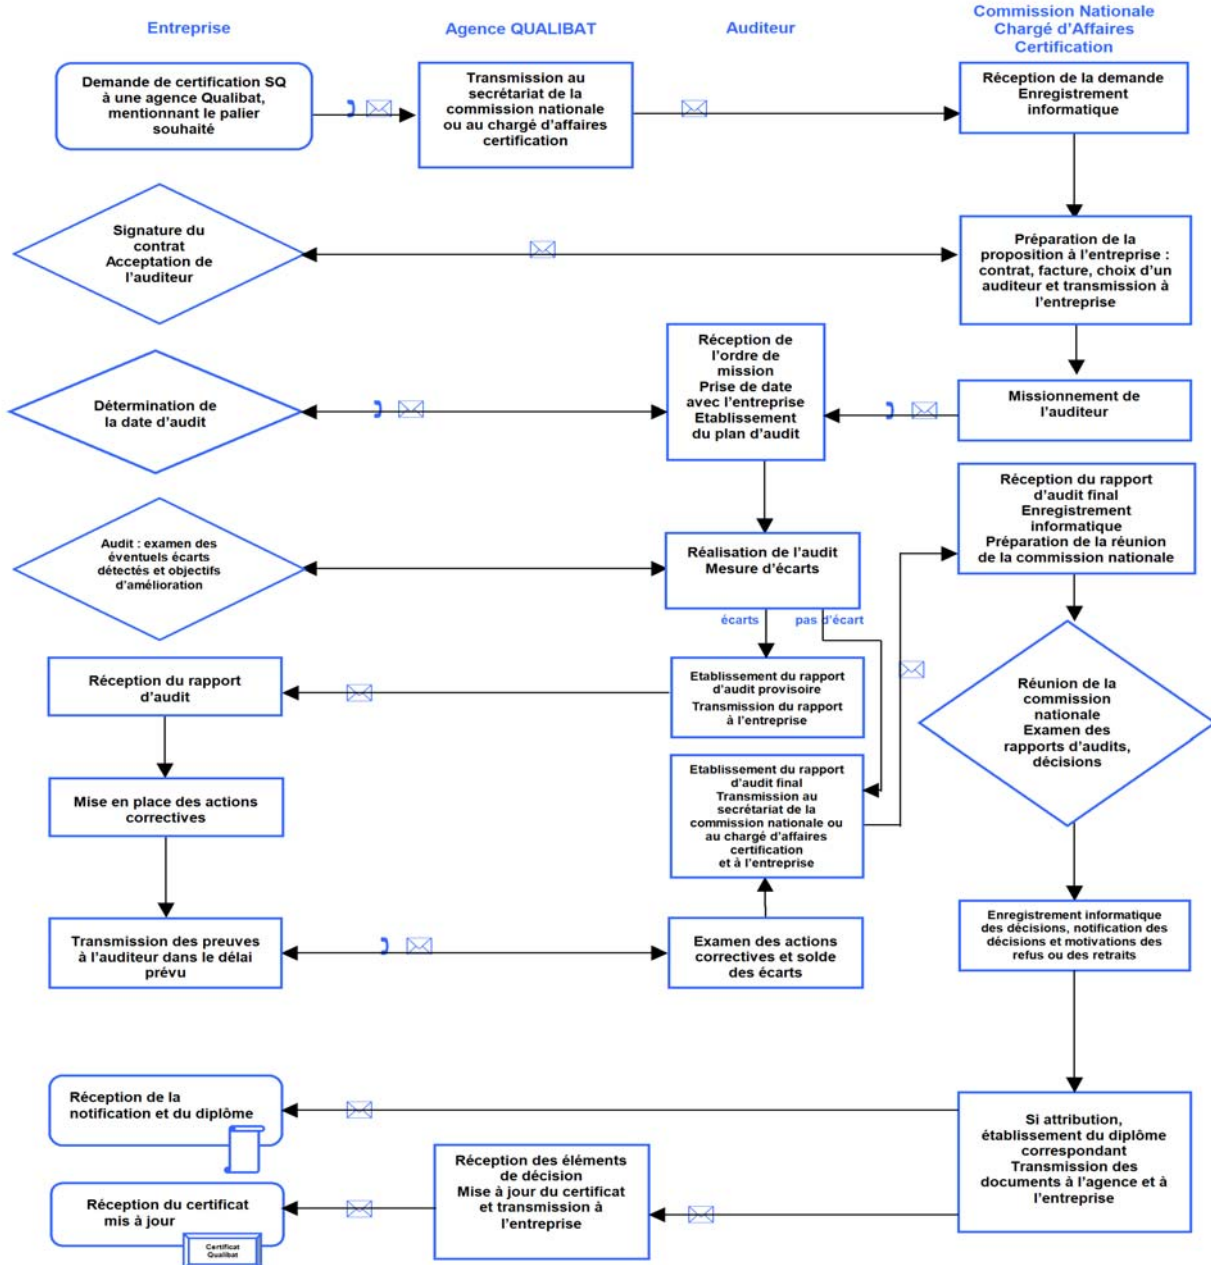 Entreprise
Agence QUALIBAT
Auditeur
Commission Nationale
Chargé d'Affaires
Certification
Demande de certification SQ
à une agence Qualibat,
mentionnant le palier
souhaité
Transmission au
secrétariat de la
commission nationale
ou au chargé d'affaires
certification
Réception de la demande
Enregistrement
informatique
Signature du
contrat
Acceptation de
l'auditeur
Préparation de la
proposition à l'entreprise :
contrat, facture, choix d'un
auditeur et transmission à
l'entreprise
Détermination de
la date d'audit
Réception de
l'ordre de
mission
Prise de date
avec l'entreprise
Etablissement
du plan d'audit
Missionnement de
l'auditeur
Audit : examen des
éventuels écarts
détectés et objectifs
d'amélioration
Réalisation de l'audit
Mesure d'écarts
écarts
pas d'écart
Réception du rapport
d'audit final
Enregistrement
informatique
Préparation de la réunion
de la commission nationale
Réception du rapport
d'audit
Etablissement du rapport
d'audit provisoire
Transmission du rapport
à l'entreprise
Réunion de la
commission
nationale
Examen des
rapports d'audits,
décisions
Mise en place des actions
correctives
Etablissement du rapport
d'audit final
Transmission au
secrétariat de la
commission nationale ou
au chargé d'affaires
certification
et à l'entreprise
Transmission des preuves
à l'auditeur dans le délai
prévu
Examen des actions
correctives et solde
des écarts
Enregistrement informatique
des décisions, notification des
décisions et motivations des
refus ou des retraits
Réception de la
notification et du diplôme
Si attribution,
établissement du diplôme
correspondant
Transmission des
documents à l'agence et à
l'entreprise
Réception des éléments
de décision
Mise à jour du certificat
et transmission à
l'entreprise
Réception du certificat
mis à jour
Certificat
Qualibat